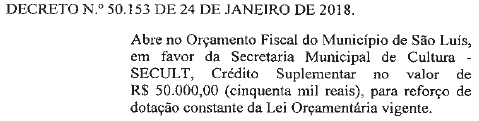 DECRETO N.º 50.153 DE 24 DE JANEIRO DE 2018.
Abre no Orçamento Fiscal do Município de São Luís,
em favor da Secretaria Municipal de Cultura -
SECULT, Crédito Suplementar no valor de
R$ 50.000,00 (cinquenta mil reais), para reforço de
dotação constante da Lei Orçamentária vigente.